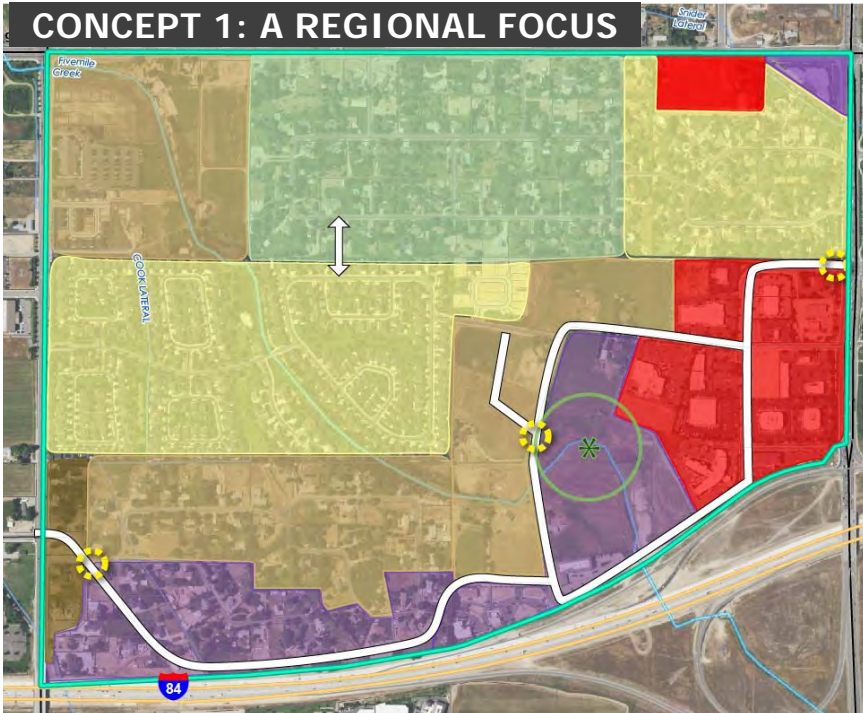 CONCEPT 1: A REGIONAL FOCUS
Snider
Lateral
Fivemile
Creek
COOK LATERAL
84